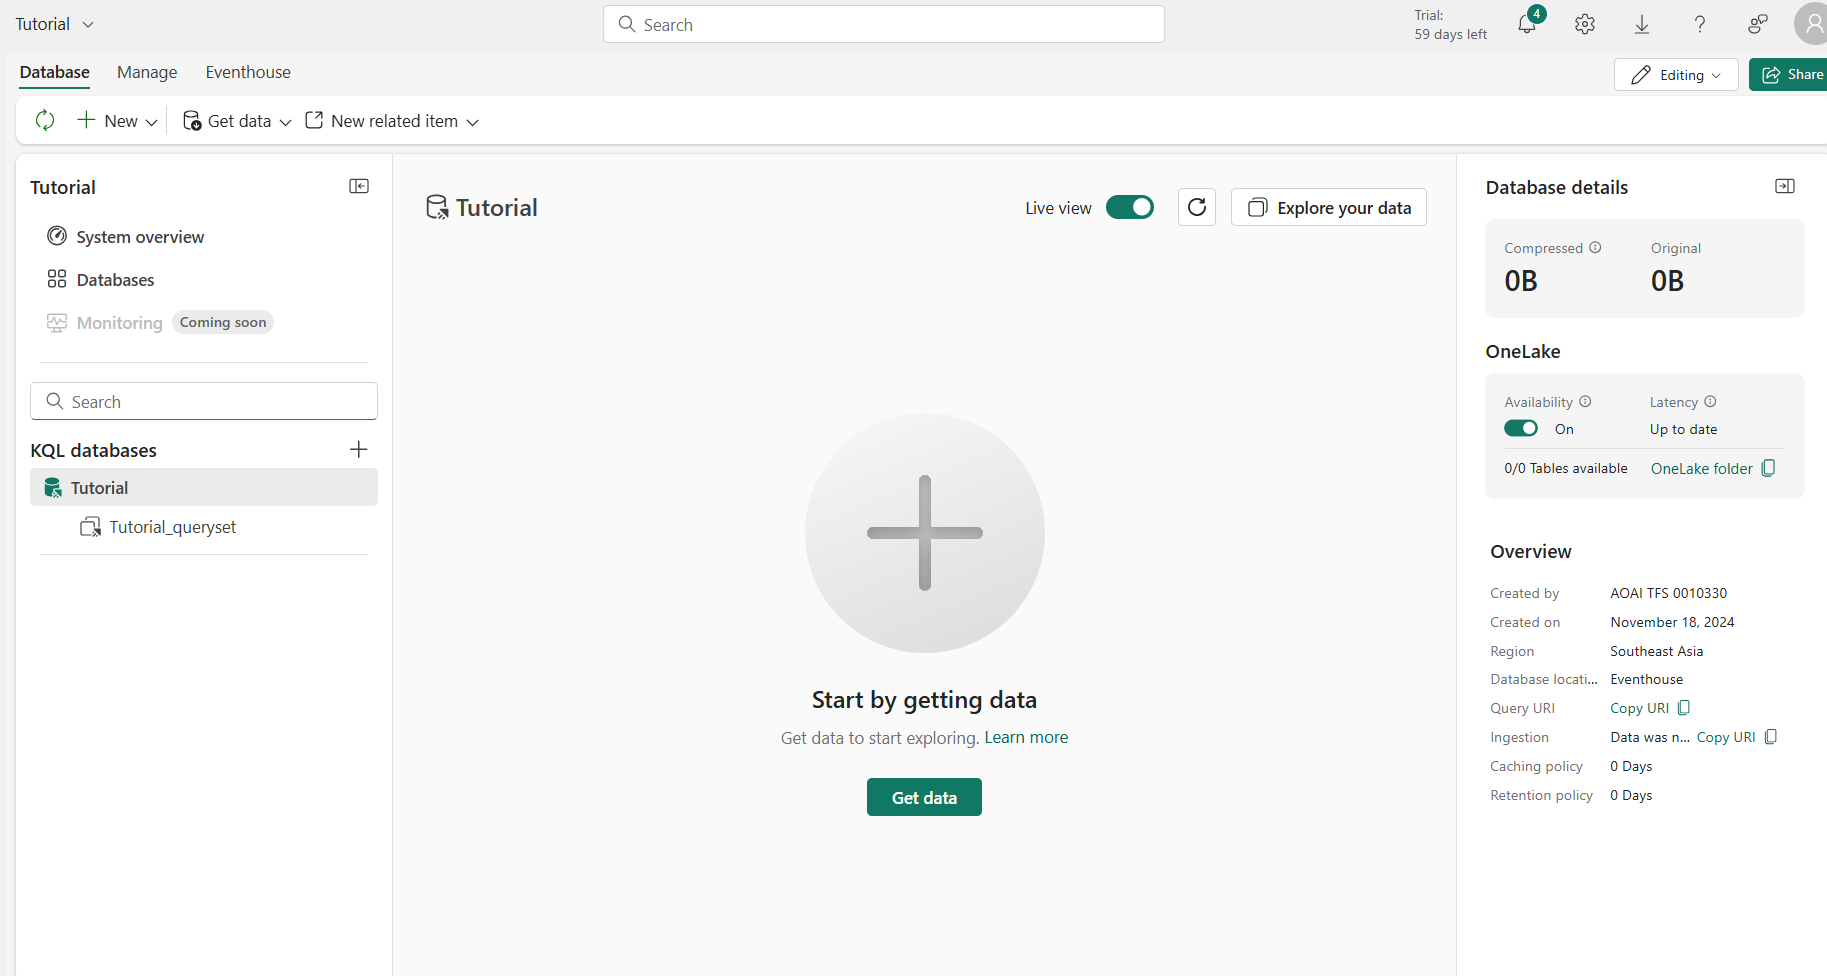 Tutorial
Search
Trial:
59 days left
4
Database
Manage
Eventhouse
Editing
Share
New
Get data
New related item
Tutorial
System overview
Databases
Monitoring
Coming soon
Search
KQL databases
Tutorial
Tutorial_queryset
Tutorial
Live view
Explore your data
Start by getting data
Get data to start exploring. Learn more
Get data
Database details
Compressed
Original
0B
0B
OneLake
Availability
Latency
On
Up to date
0/0 Tables available
OneLake folder
Overview
Created by
AOAI TFS 0010330
Created on
November 18, 2024
Region
Southeast Asia
Database locati...
Eventhouse
Query URI
Copy URI
Ingestion
Data was n... Copy URI
Caching policy
0 Days
Retention policy
0 Days